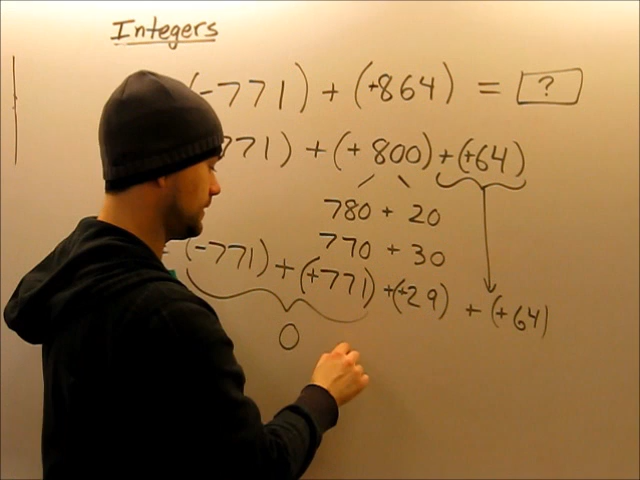 Integers
(-771) + (+864) = ?
771) + (+800) + (+64)
780 + 20
770 + 30
= (-771) + (+771) + (+29) + (+64)
0